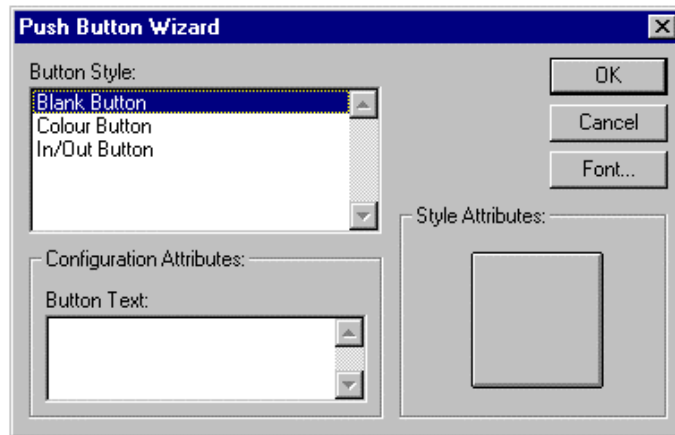 Push Button Wizard
Button Style:
Blank Button
Colour Button
In/Out Button
OK
Cancel
Font...
Style Attributes:
Configuration Attributes:
Button Text: